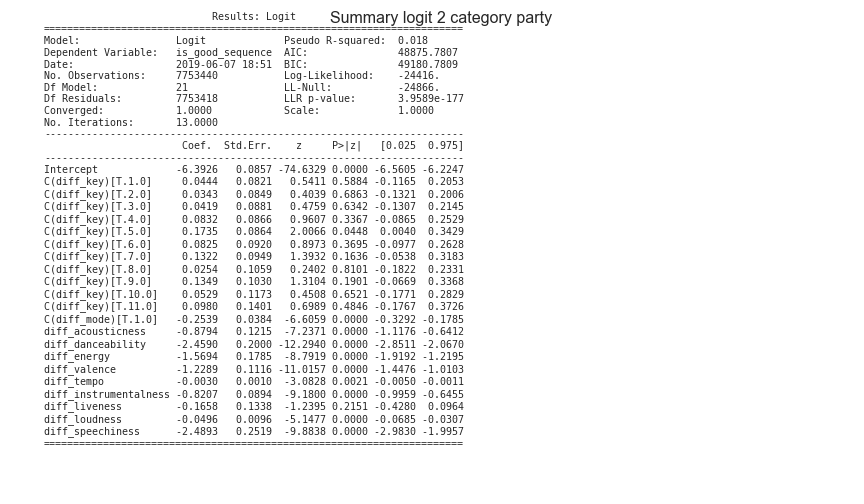 Results: Logit Summary logit 2 category party
=====================================================================
Model: Logit Pseudo R-squared: 0.018
Dependent Variable: is_good_sequence AIC: 48875.7807
Date: 2019-06-07 18:51 BIC: 49180.7809
No. Observations: 7753440 Log-Likelihood: -24416.
Df Model: 21 LL-Null: -24866.
Df Residuals: 7753418 LLR p-value: 3.9589e-177
Converged: 1.0000 Scale: 1.0000
No. Iterations: 13.0000
---------------------------------------------------------------------
Coef. Std.Err. z P>|z| [0.025 0.975]
---------------------------------------------------------------------
Intercept -6.3926 0.0857 -74.6329 0.0000 -6.5605 -6.2247
C(diff_key)[T.1.0] 0.0444 0.0821 0.5411 0.5884 -0.1165 0.2053
C(diff_key)[T.2.0] 0.0343 0.0849 0.4039 0.6863 -0.1321 0.2006
C(diff_key)[T.3.0] 0.0419 0.0881 0.4759 0.6342 -0.1307 0.2145
C(diff_key)[T.4.0] 0.0832 0.0866 0.9607 0.3367 -0.0865 0.2529
C(diff_key)[T.5.0] 0.1735 0.0864 2.0066 0.0448 0.0040 0.3429
C(diff_key)[T.6.0] 0.0825 0.0920 0.8973 0.3695 -0.0977 0.2628
C(diff_key)[T.7.0] 0.1322 0.0949 1.3932 0.1636 -0.0538 0.3183
C(diff_key)[T.8.0] 0.0254 0.1059 0.2402 0.8101 -0.1822 0.2331
C(diff_key)[T.9.0] 0.1349 0.1030 1.3104 0.1901 -0.0669 0.3368
C(diff_key)[T.10.0] 0.0529 0.1173 0.4508 0.6521 -0.1771 0.2829
C(diff_key)[T.11.0] 0.0980 0.1401 0.6989 0.4846 -0.1767 0.3726
C(diff_mode)[T.1.0] -0.2539 0.0384 -6.6059 0.0000 -0.3292 -0.1785
diff_acousticness -0.8794 0.1215 -7.2371 0.0000 -1.1176 -0.6412
diff_danceability -2.4590 0.2000 -12.2940 0.0000 -2.8511 -2.0670
diff_energy -1.5694 0.1785 -8.7919 0.0000 -1.9192 -1.2195
diff_valence -1.2289 0.1116 -11.0157 0.0000 -1.4476 -1.0103
diff_tempo -0.0030 0.0010 -3.0828 0.0021 -0.0050 -0.0011
diff_instrumentalness -0.8207 0.0894 -9.1800 0.0000 -0.9959 -0.6455
diff_liveness -0.1658 0.1338 -1.2395 0.2151 -0.4280 0.0964
diff_loudness -0.0496 0.0096 -5.1477 0.0000 -0.0685 -0.0307
diff_speechiness -2.4893 0.2519 -9.8838 0.0000 -2.9830 -1.9957
=====================================================================